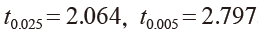 t0.025 = 2.064, t0.005 = 2.797